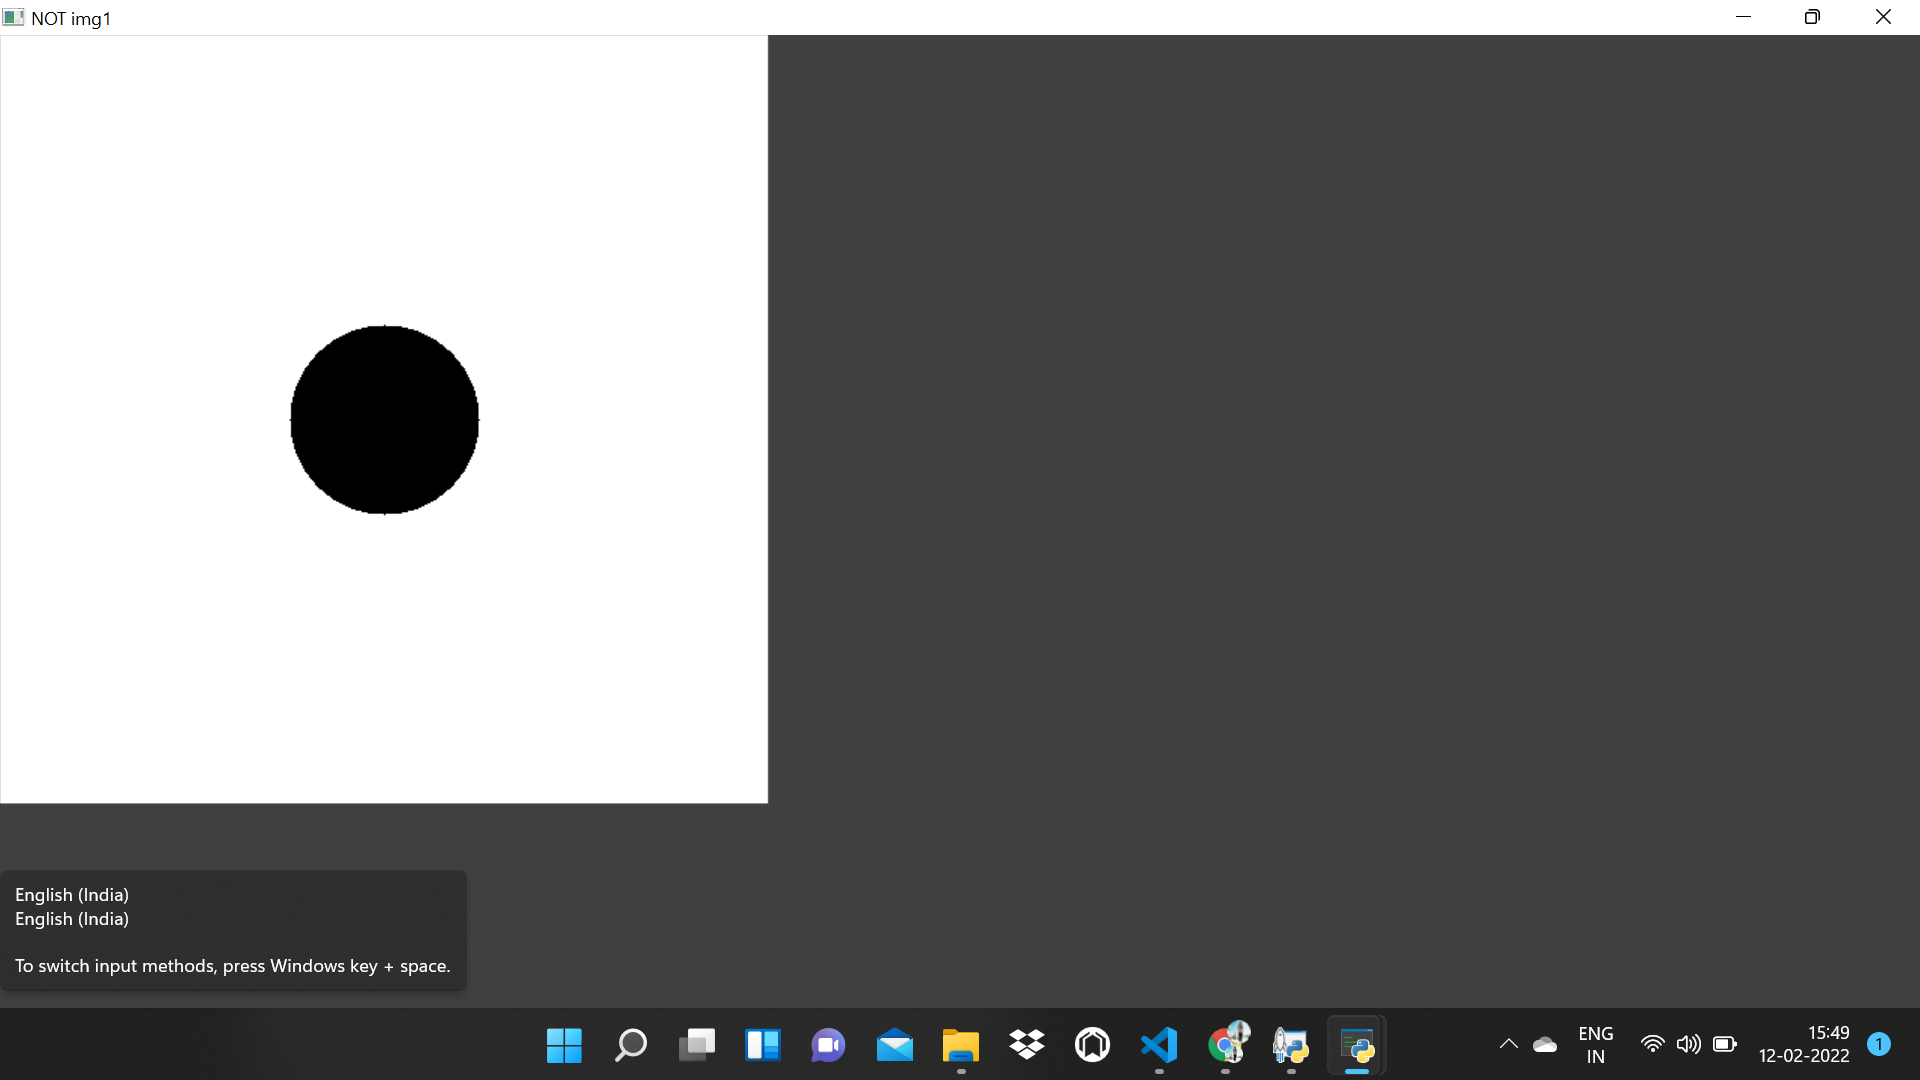 NOT img1
English (India)
English (India)
To switch input methods, press Windows key + space.
ENG
IN
15:49
12-02-2022
1